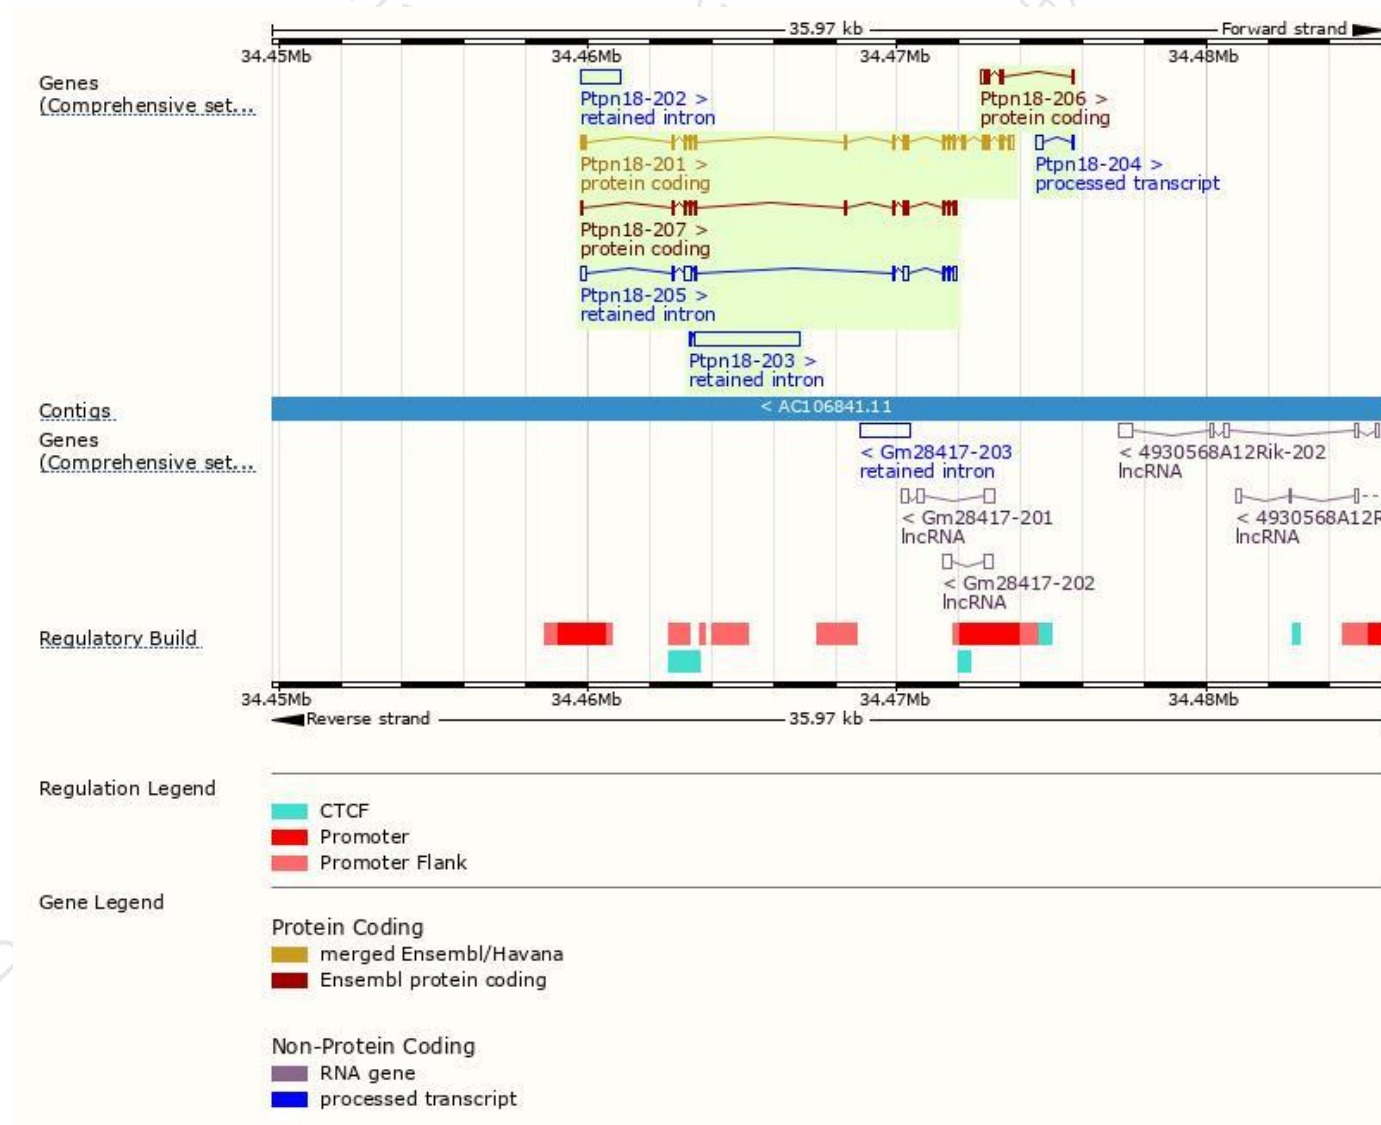 35.97 kb
Forward strand
34.45Mb 34.46Mb 34.47Mb 34.48Mb
Genes
(Comprehensive set...
Ptpn18-202 >
retained intron
Ptpn18-206 >
protein coding
Ptpn18-201 >
protein coding
Ptpn18-204 >
processed transcript
Ptpn18-207 >
protein coding
Ptpn18-205 >
retained intron
Ptpn18-203 >
retained intron
Contigs
< AC106841.11
Genes
(Comprehensive set...
< Gm28417-203
retained intron
< 4930568A12Rik-202
lncRNA
< Gm28417-201
lncRNA
< 4930568A12R
lncRNA
< Gm28417-202
lncRNA
Regulatory Build
34.45Mb 34.46Mb 34.47Mb 34.48Mb
Reverse strand
35.97 kb
Regulation Legend
CTCF
Promoter
Promoter Flank
Gene Legend
Protein Coding
merged Ensembl/Havana
Ensembl protein coding
Non-Protein Coding
RNA gene
processed transcript